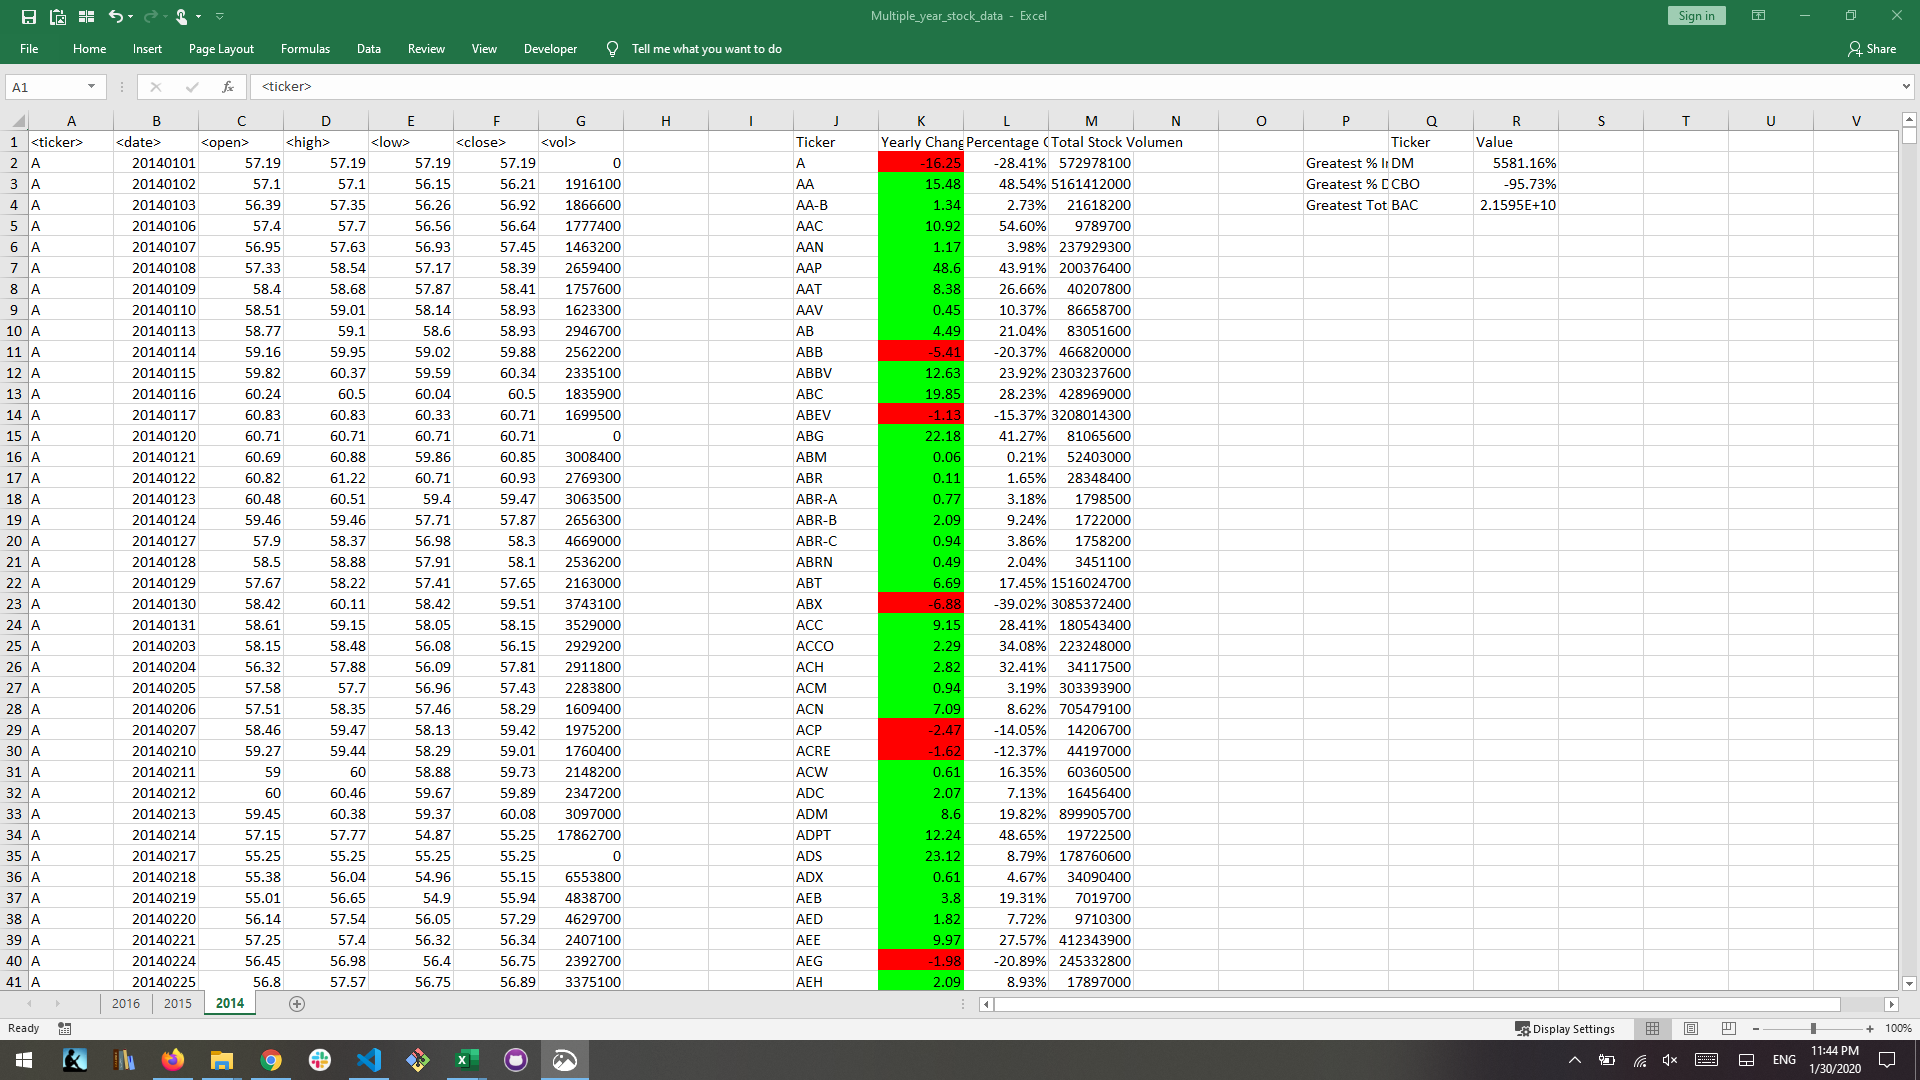 Multiple_year_stock_data - Excel
Sign in
File Home Insert Page Layout Formulas Data Review View Developer Tell me what you want to do Share
A1 fx <ticker>
A B C D E F G H I J K L M N O P Q R S T U V
1 <ticker> <date> <open> <high> <low> <close> <vol> Ticker Yearly Chang Percentage C Total Stock Volumen Ticker Value
2 A 20140101 57.19 57.19 57.19 57.19 0 A -16.25 -28.41% 572978100 Greatest % In DM 5581.16%
3 A 20140102 57.1 57.1 56.15 56.21 1916100 AA 15.48 48.54% 5161412000 Greatest % D CBO -95.73%
4 A 20140103 56.39 57.35 56.26 56.92 1866600 AA-B 1.34 2.73% 21618200 Greatest Tot BAC 2.1595E+10
5 A 20140106 57.4 57.7 56.56 56.64 1777400 AAC 10.92 54.60% 9789700
6 A 20140107 56.95 57.63 56.93 57.45 1463200 AAN 1.17 3.98% 237929300
7 A 20140108 57.33 58.54 57.17 58.39 2659400 AAP 48.6 43.91% 200376400
8 A 20140109 58.4 58.68 57.87 58.41 1757600 AAT 8.38 26.66% 40207800
9 A 20140110 58.51 59.01 58.14 58.93 1623300 AAV 0.45 10.37% 86658700
10 A 20140113 58.77 59.1 58.6 58.93 2946700 AB 4.49 21.04% 83051600
11 A 20140114 59.16 59.95 59.02 59.88 2562200 ABB -5.41 -20.37% 466820000
12 A 20140115 59.82 60.37 59.59 60.34 2335100 ABBV 12.63 23.92% 2303237600
13 A 20140116 60.24 60.5 60.04 60.5 1835900 ABC 19.85 28.23% 428969000
14 A 20140117 60.83 60.83 60.33 60.71 1699500 ABEV -1.13 -15.37% 3208014300
15 A 20140120 60.71 60.71 60.71 60.71 0 ABG 22.18 41.27% 81065600
16 A 20140121 60.69 60.88 59.86 60.85 3008400 ABM 0.06 0.21% 52403000
17 A 20140122 60.82 61.22 60.71 60.93 2769300 ABR 0.11 1.65% 28348400
18 A 20140123 60.48 60.51 59.4 59.47 3063500 ABR-A 0.77 3.18% 1798500
19 A 20140124 59.46 59.46 57.71 57.87 2656300 ABR-B 2.09 9.24% 1722000
20 A 20140127 57.9 58.37 56.98 58.3 4669000 ABR-C 0.94 3.86% 1758200
21 A 20140128 58.5 58.88 57.91 58.1 2536200 ABRN 0.49 2.04% 3451100
22 A 20140129 57.67 58.22 57.41 57.65 2163000 ABT 6.69 17.45% 1516024700
23 A 20140130 58.42 60.11 58.42 59.51 3743100 ABX -6.88 -39.02% 3085372400
24 A 20140131 58.61 59.15 58.05 58.15 3529000 ACC 9.15 28.41% 180543400
25 A 20140203 58.15 58.48 56.08 56.15 2929200 ACCO 2.29 34.08% 223248000
26 A 20140204 56.32 57.88 56.09 57.81 2911800 ACH 2.82 32.41% 34117500
27 A 20140205 57.58 57.7 56.96 57.43 2283800 ACM 0.94 3.19% 303393900
28 A 20140206 57.51 58.35 57.46 58.29 1609400 ACN 7.09 8.62% 705479100
29 A 20140207 58.46 59.47 58.13 59.42 1975200 ACP -2.47 -14.05% 14206700
30 A 20140210 59.27 59.44 58.29 59.01 1760400 ACRE -1.62 -12.37% 44197000
31 A 20140211 59 60 58.88 59.73 2148200 ACW 0.61 16.35% 60360500
32 A 20140212 60 60.46 59.67 59.89 2347200 ADC 2.07 7.13% 16456400
33 A 20140213 59.45 60.38 59.37 60.08 3097000 ADM 8.6 19.82% 899905700
34 A 20140214 57.15 57.77 54.87 55.25 17862700 ADPT 12.24 48.65% 19722500
35 A 20140217 55.25 55.25 55.25 55.25 0 ADS 23.12 8.79% 178760600
36 A 20140218 55.38 56.04 54.96 55.15 6553800 ADX 0.61 4.67% 34090400
37 A 20140219 55.01 56.65 54.9 55.94 4838700 AEB 3.8 19.31% 7019700
38 A 20140220 56.14 57.54 56.05 57.29 4629700 AED 1.82 7.72% 9710300
39 A 20140221 57.25 57.4 56.32 56.34 2407100 AEE 9.97 27.57% 412343900
40 A 20140224 56.45 56.98 56.4 56.75 2392700 AEG -1.98 -20.89% 245332800
41 A 20140225 56.8 57.57 56.75 56.89 3375100 AEH 2.09 8.93% 17897000
2016 2015 2014
Ready Display Settings 100%
ENG 11:44 PM
1/30/2020